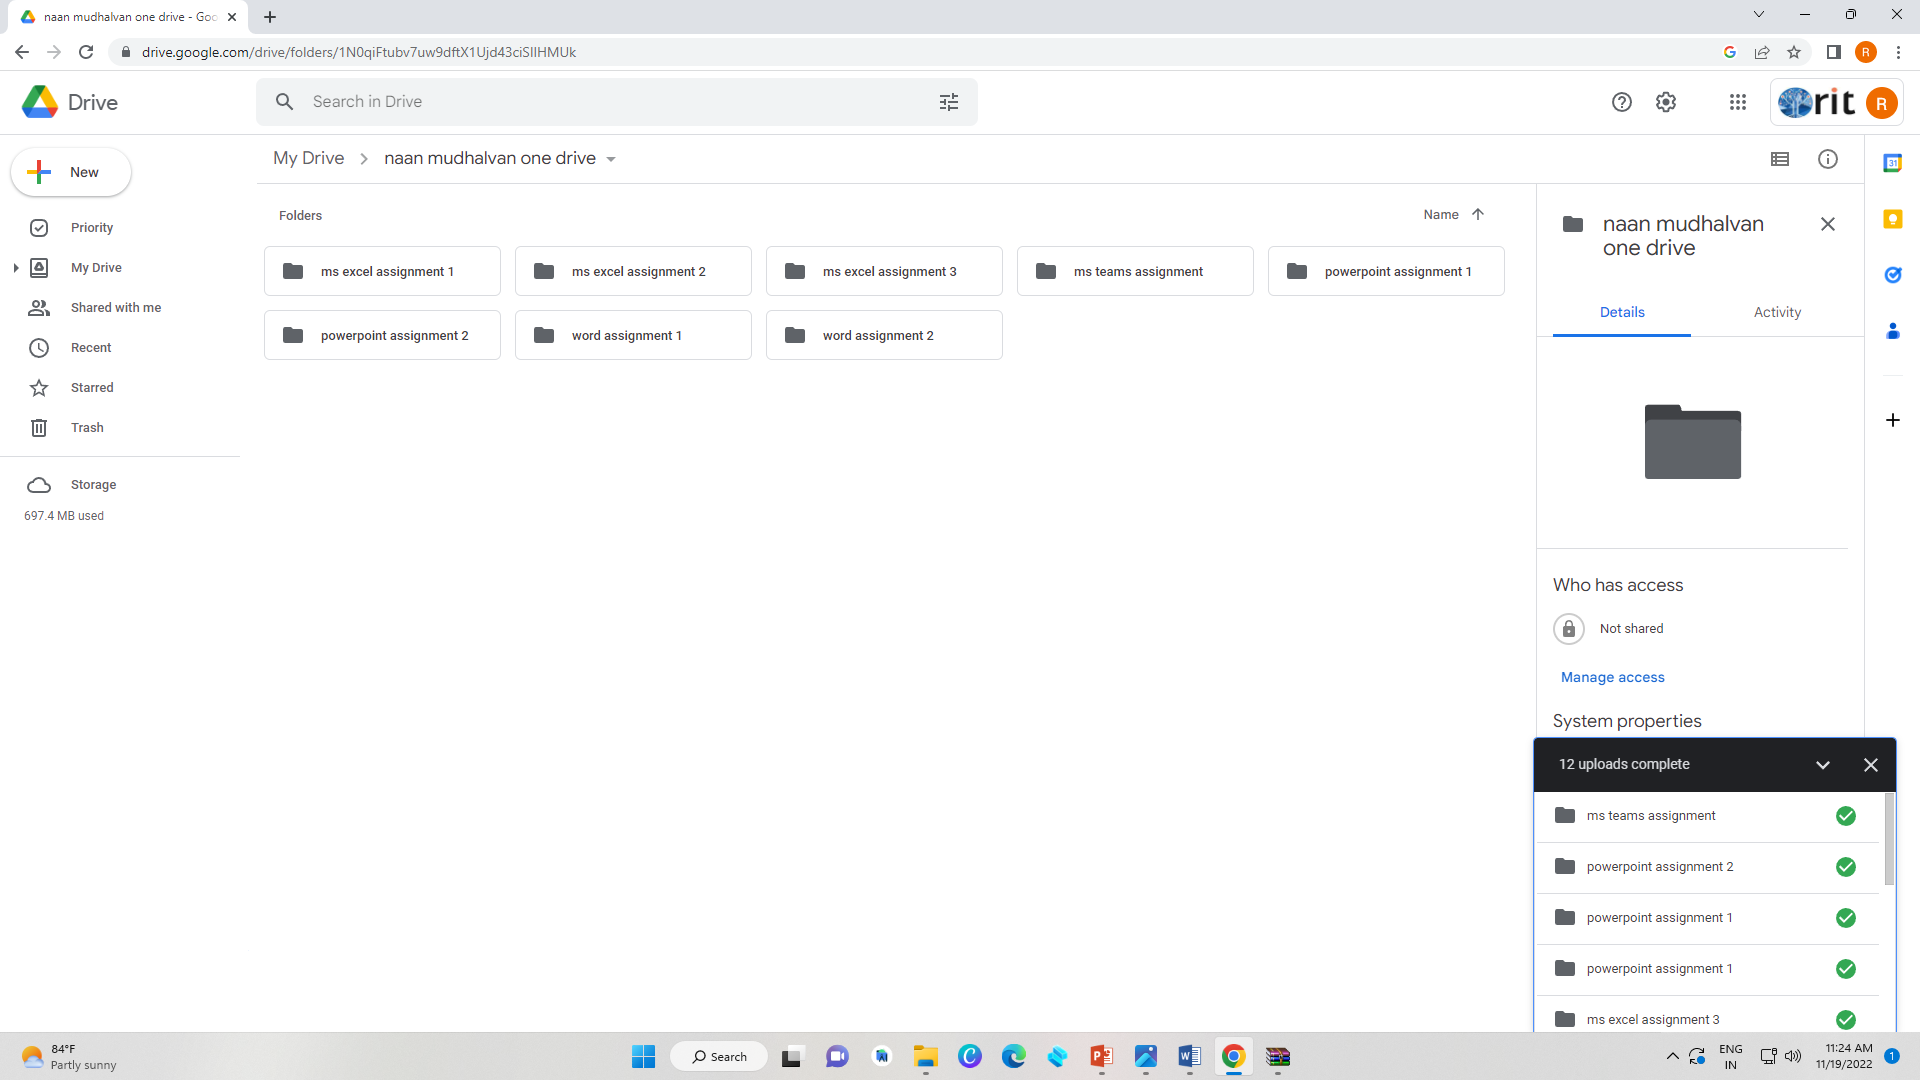 naan mudhalvan one drive - Goo
drive.google.com/drive/folders/1N0qiFtubv7uw9dftX1Ujd43ciSIIHMUk
R
Drive
Search in Drive
rit
R
New
Priority
My Drive
Shared with me
Recent
Starred
Trash
Storage
697.4 MB used
My Drive
naan mudhalvan one drive
Folders
Name
ms excel assignment 1
ms excel assignment 2
ms excel assignment 3
ms teams assignment
powerpoint assignment 1
powerpoint assignment 2
word assignment 1
word assignment 2
naan mudhalvan
one drive
Details
Activity
Who has access
Not shared
Manage access
System properties
12 uploads complete
ms teams assignment
powerpoint assignment 2
powerpoint assignment 1
powerpoint assignment 1
ms excel assignment 3
31
84°F
Partly sunny
Search
ENG
IN
11:24 AM
11/19/2022
1